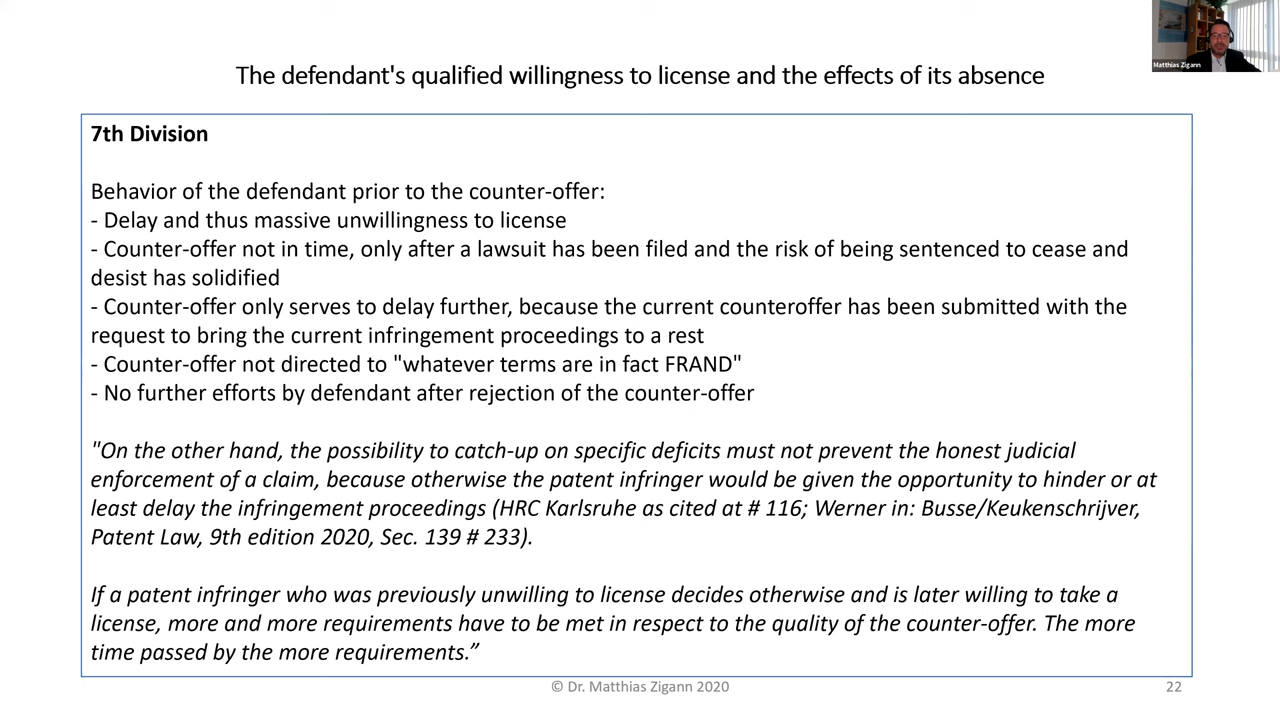 Matthias Zigann
The defendant's qualified willingness to license and the effects of its absence
7th Division
Behavior of the defendant prior to the counter-offer:
- Delay and thus massive unwillingness to license
- Counter-offer not in time, only after a lawsuit has been filed and the risk of being sentenced to cease and
desist has solidified
- Counter-offer only serves to delay further, because the current counteroffer has been submitted with the
request to bring the current infringement proceedings to a rest
- Counter-offer not directed to "whatever terms are in fact FRAND"
- No further efforts by defendant after rejection of the counter-offer
"On the other hand, the possibility to catch-up on specific deficits must not prevent the honest judicial
enforcement of a claim, because otherwise the patent infringer would be given the opportunity to hinder or at
least delay the infringement proceedings (HRC Karlsruhe as cited at # 116; Werner in: Busse/Keukenschrijver,
Patent Law, 9th edition 2020, Sec. 139 # 233).
If a patent infringer who was previously unwilling to license decides otherwise and is later willing to take a
license, more and more requirements have to be met in respect to the quality of the counter-offer. The more
time passed by the more requirements.”
© Dr. Matthias Zigann 2020
22